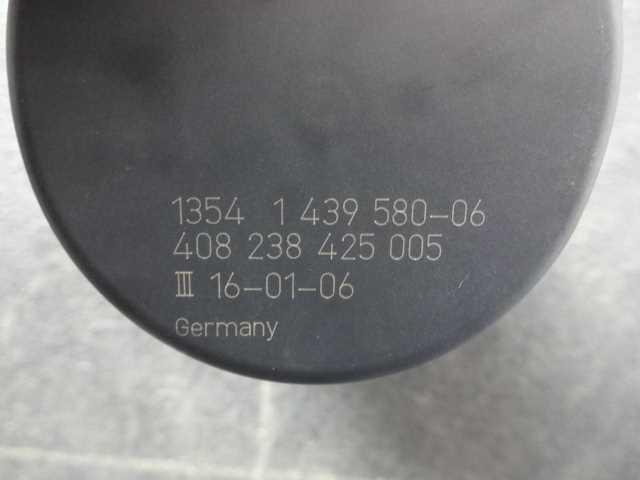 1354 1 439 580-06
408 238 425 005
III 16-01-06
Germany